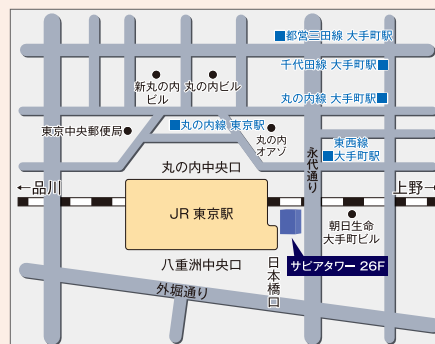 都営三田線 大手町駅
千代田線 大手町駅
新丸の内
ビル
丸の内ビル
丸の内線 大手町駅
東京中央郵便局
丸の内線 東京駅
丸の内
オアゾ
東西線
大手町駅
永代通り
丸の内中央口
←品川
上野→
JR 東京駅
朝日生命
大手町ビル
八重洲中央口
日本橋口
サピアタワー 26F
外堀通り